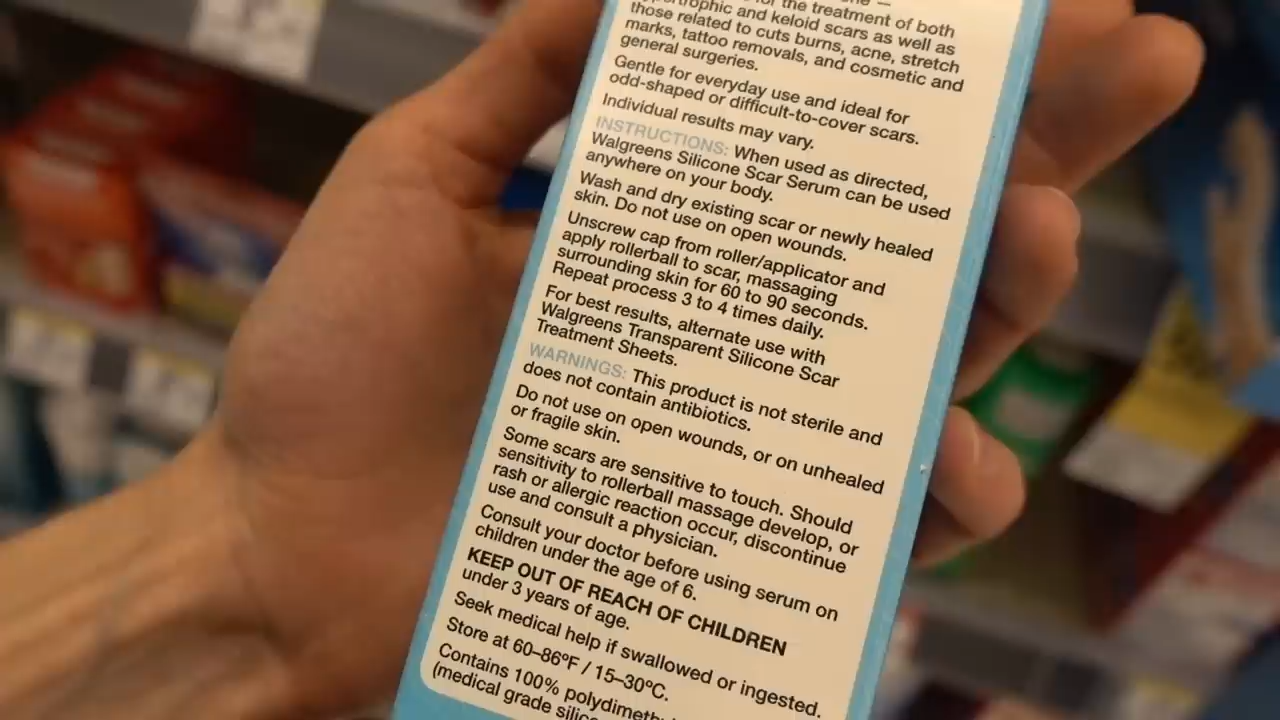 the treatment of both
hypertrophic and keloid scars as well as
those related to cuts burns, acne, stretch
marks, tattoo removals, and cosmetic and
general surgeries.
Gentle for everyday use and ideal for
odd-shaped or difficult-to-cover scars.
Individual results may vary.
INSTRUCTIONS: When used as directed,
Walgreens Silicone Scar Serum can be used
anywhere on your body.
Wash and dry existing scar or newly healed
skin. Do not use on open wounds.
Unscrew cap from roller/applicator and
apply rollerball to scar, massaging
surrounding skin for 60 to 90 seconds.
Repeat process 3 to 4 times daily.
For best results, alternate use with
Walgreens Transparent Silicone Scar
Treatment Sheets.
WARNINGS: This product is not sterile and
does not contain antibiotics.
Do not use on open wounds, or on unhealed
or fragile skin.
Some scars are sensitive to touch. Should
sensitivity to rollerball massage develop, or
rash or allergic reaction occur, discontinue
use and consult a physician.
Consult your doctor before using serum on
children under the age of 6.
KEEP OUT OF REACH OF CHILDREN
under 3 years of age.
Seek medical help if swallowed or ingested.
Store at 60–86°F / 15–30°C.
Contains 100%
(medical grade